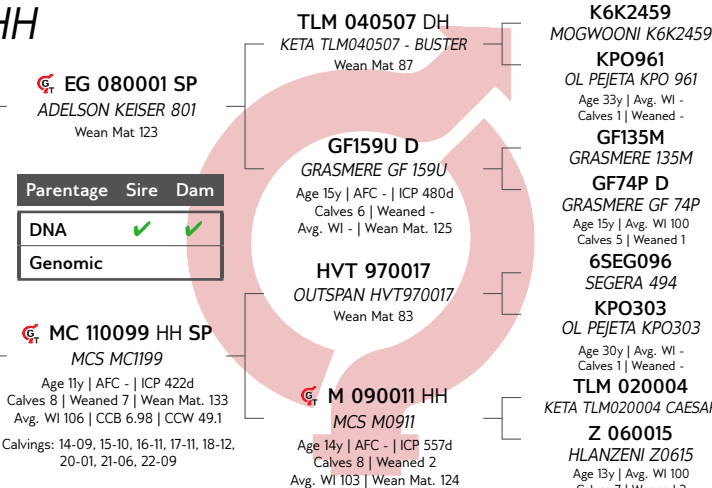 HH
EG 080001 SP
ADELSON KEISER 801
Wean Mat 123
Parentage Sire Dam
DNA ✔ ✔
Genomic
MC 110099 HH SP
MCS MC1199
Age 11y | AFC - | ICP 422d
Calves 8 | Weaned 7 | Wean Mat. 133
Avg. WI 106 | CCB 6.98 | CCW 49.1
Calvings: 14-09, 15-10, 16-11, 17-11, 18-12,
20-01, 21-06, 22-09
TLM 040507 DH
KETA TLM040507 - BUSTER
Wean Mat 87
GF159U D
GRASMERE GF 159U
Age 15y | AFC - | ICP 480d
Calves 6 | Weaned -
Avg. WI - | Wean Mat. 125
HVT 970017
OUTSPAN HVT970017
Wean Mat 83
M 090011 HH
MCS M0911
Age 14y | AFC - | ICP 557d
Calves 8 | Weaned 2
Avg. WI 103 | Wean Mat. 124
K6K2459
MOGWOONI K6K2459
KPO961
OL PEJETA KPO 961
Age 33y | Avg. WI -
Calves 1 | Weaned -
GF135M
GRASMERE 135M
GF74P D
GRASMERE GF 74P
Age 15y | Avg. WI 100
Calves 5 | Weaned 1
6SEG096
SEGERA 494
KPO303
OL PEJETA KPO303
Age 30y | Avg. WI -
Calves 1 | Weaned -
TLM 020004
KETA TLM020004 CAESAR
Z 060015
HLANZENI Z0615
Age 13y | Avg. WI 100